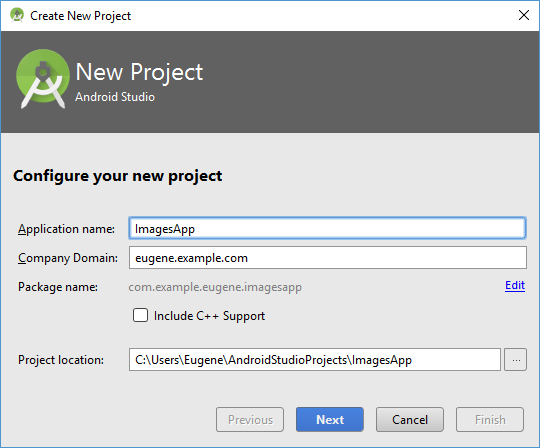 Create New Project
New Project
Android Studio
Configure your new project
Application name: ImagesApp
Company Domain: eugene.example.com
Package name: com.example.eugene.imagesapp Edit
Include C++ Support
Project location: C:\Users\Eugene\AndroidStudioProjects\ImagesApp ...
Previous Next Cancel Finish